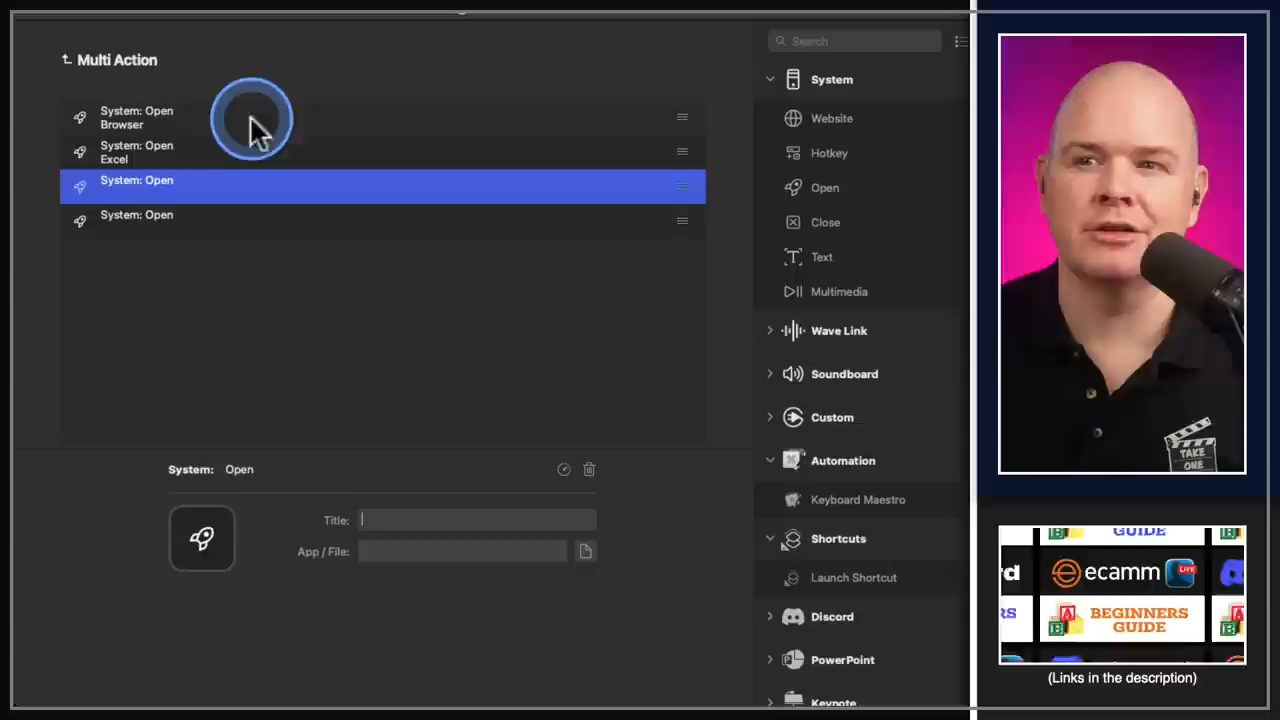 Multi Action
System: Open
Browser
System: Open
Excel
System: Open
System: Open
System: Open
Title:
App / File:
Search
System
Website
Hotkey
Open
Close
Text
Multimedia
Wave Link
Soundboard
Custom
Automation
Keyboard Maestro
Shortcuts
Launch Shortcut
Discord
PowerPoint
Keynote
TAKE
ONE
GUIDE
rd
ecamm LIVE
RS
BEGINNERS
GUIDE
(Links in the description)